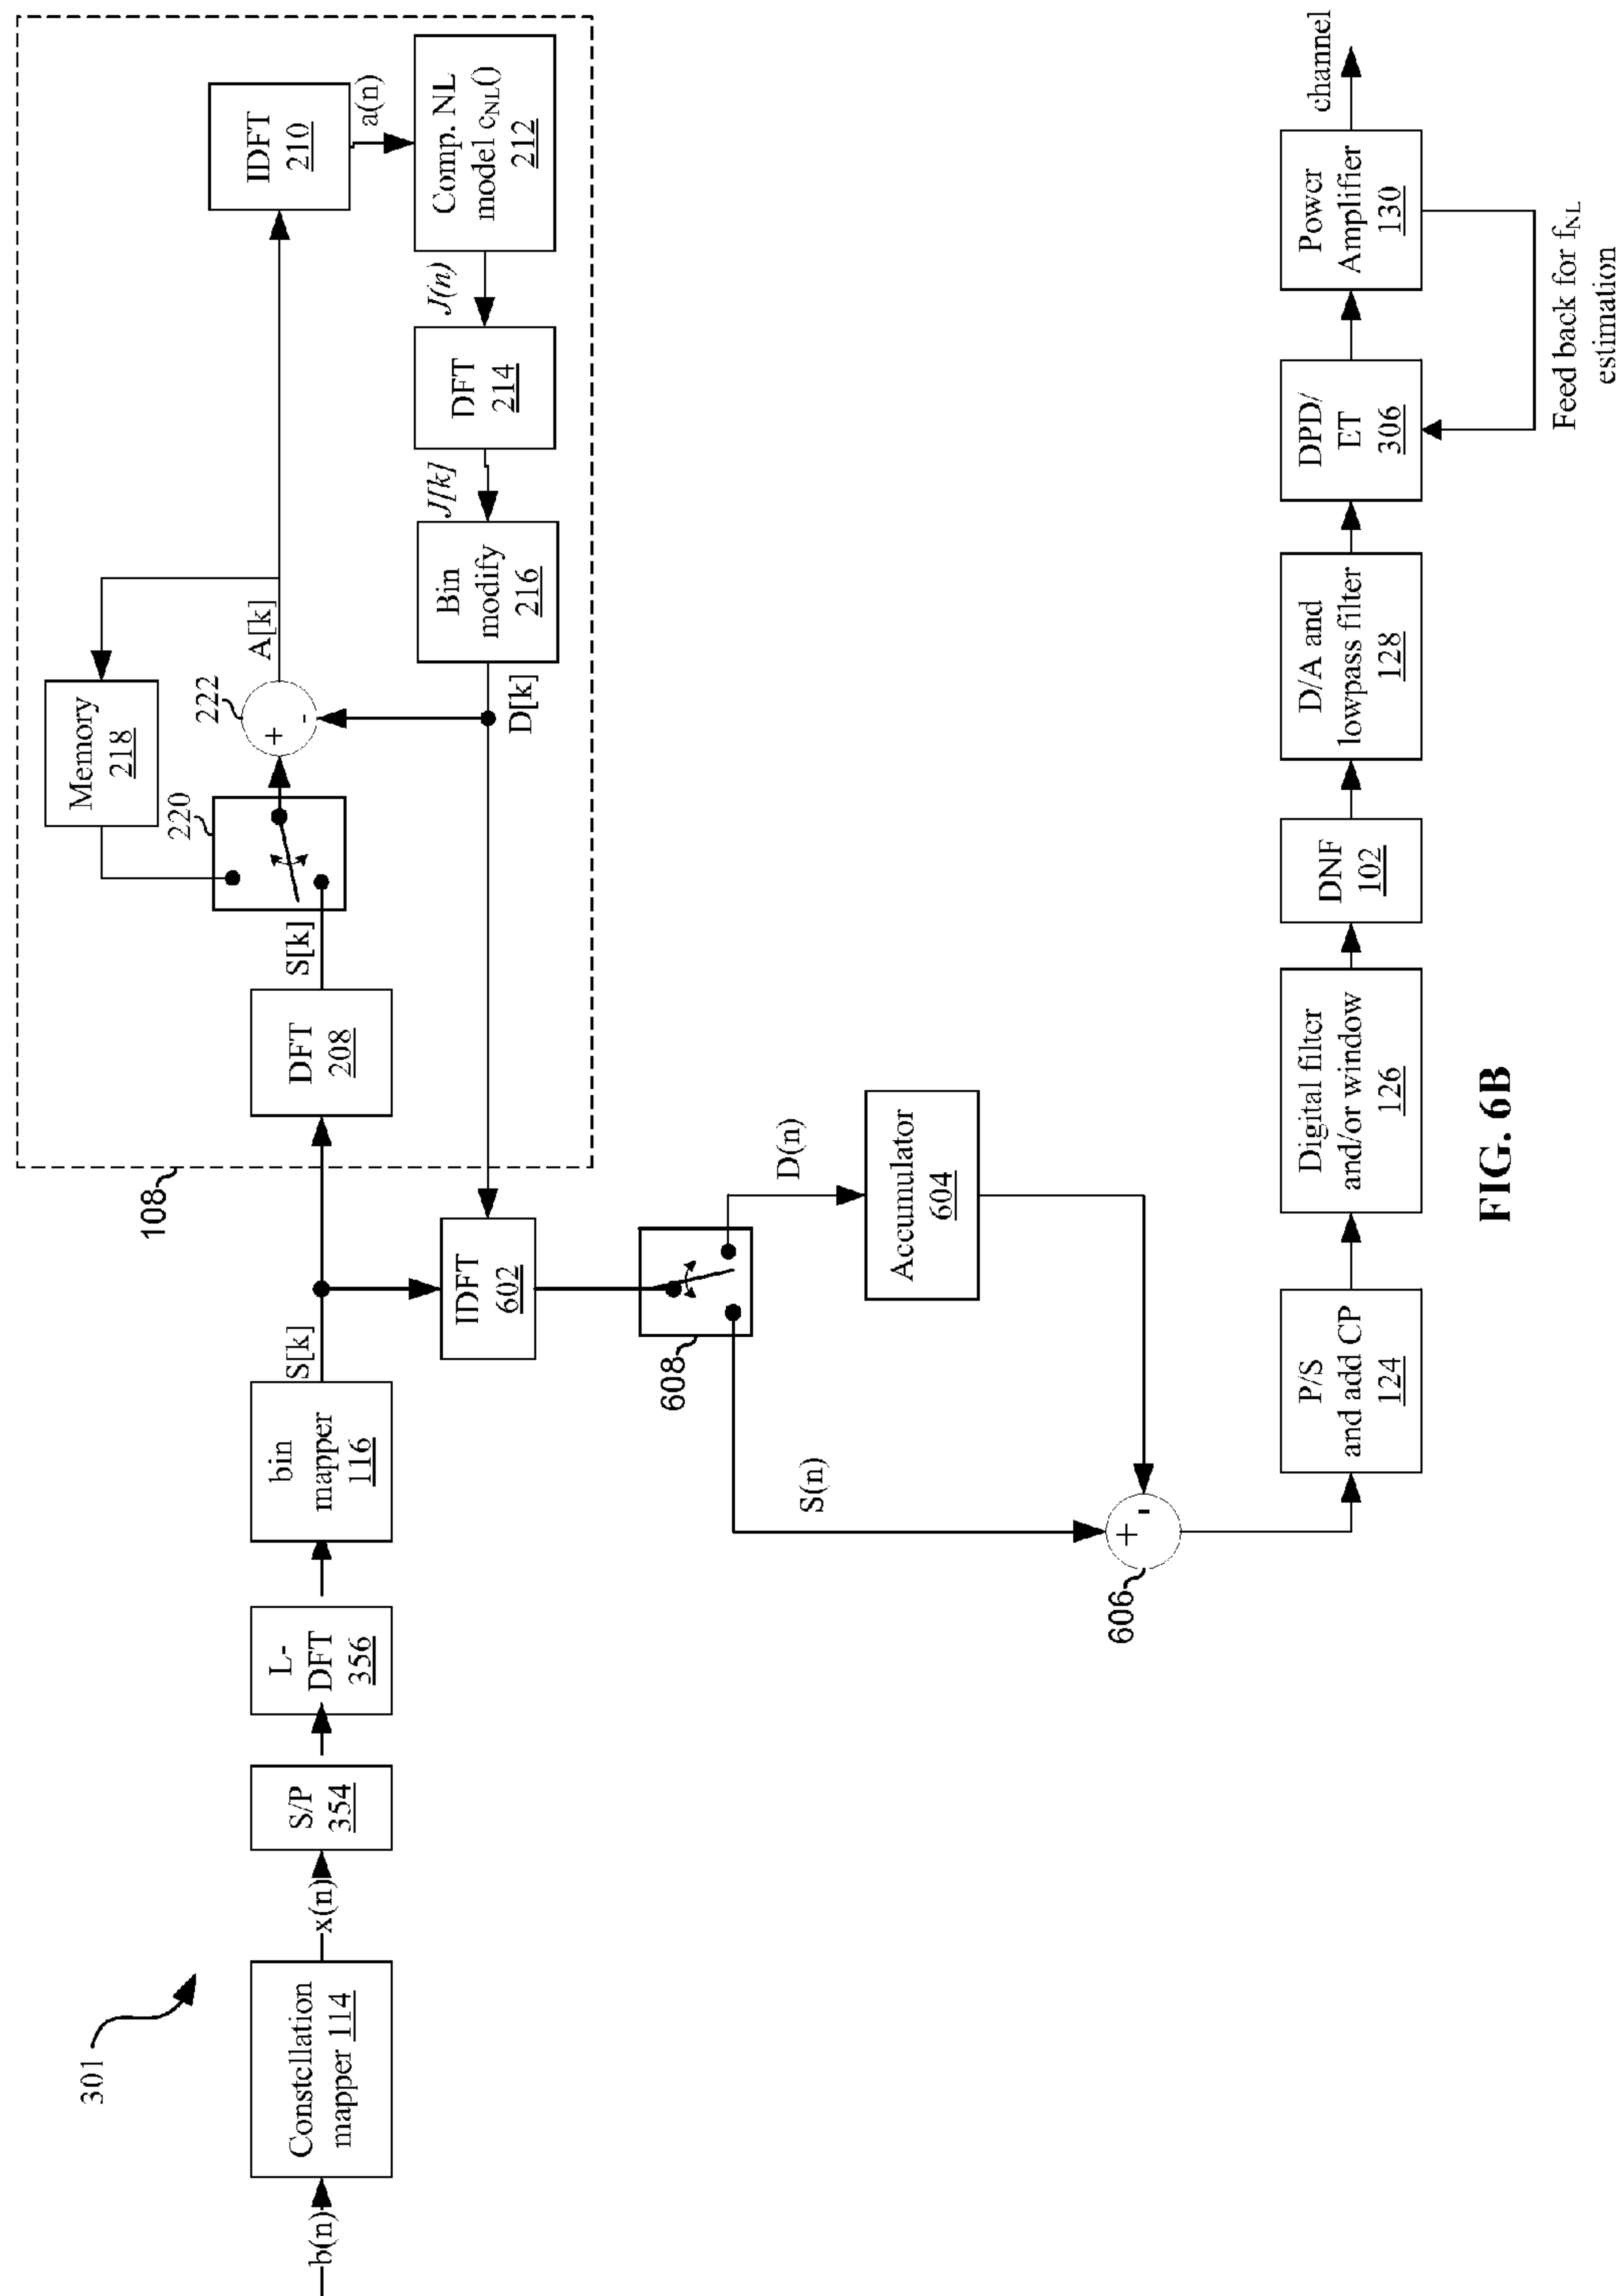 301
b(n)
Constellation
mapper 114
x(n)
S/P
354
L-
DFT
356
bin
mapper
116
S[k]
108
DFT
208
S[k]
220
Memory
218
222
+
-
A[k]
IDFT
210
a(n)
Comp. NL
model c_NL()
212
J(n)
DFT
214
J[k]
Bin
modify
216
D[k]
IDFT
602
608
S(n)
D(n)
Accumulator
604
606
+
-
P/S
and add CP
124
Digital filter
and/or window
126
DNF
102
D/A and
lowpass filter
128
DPD/
ET
306
Power
Amplifier
130
channel
Feed back for f_NL
estimation
FIG. 6B